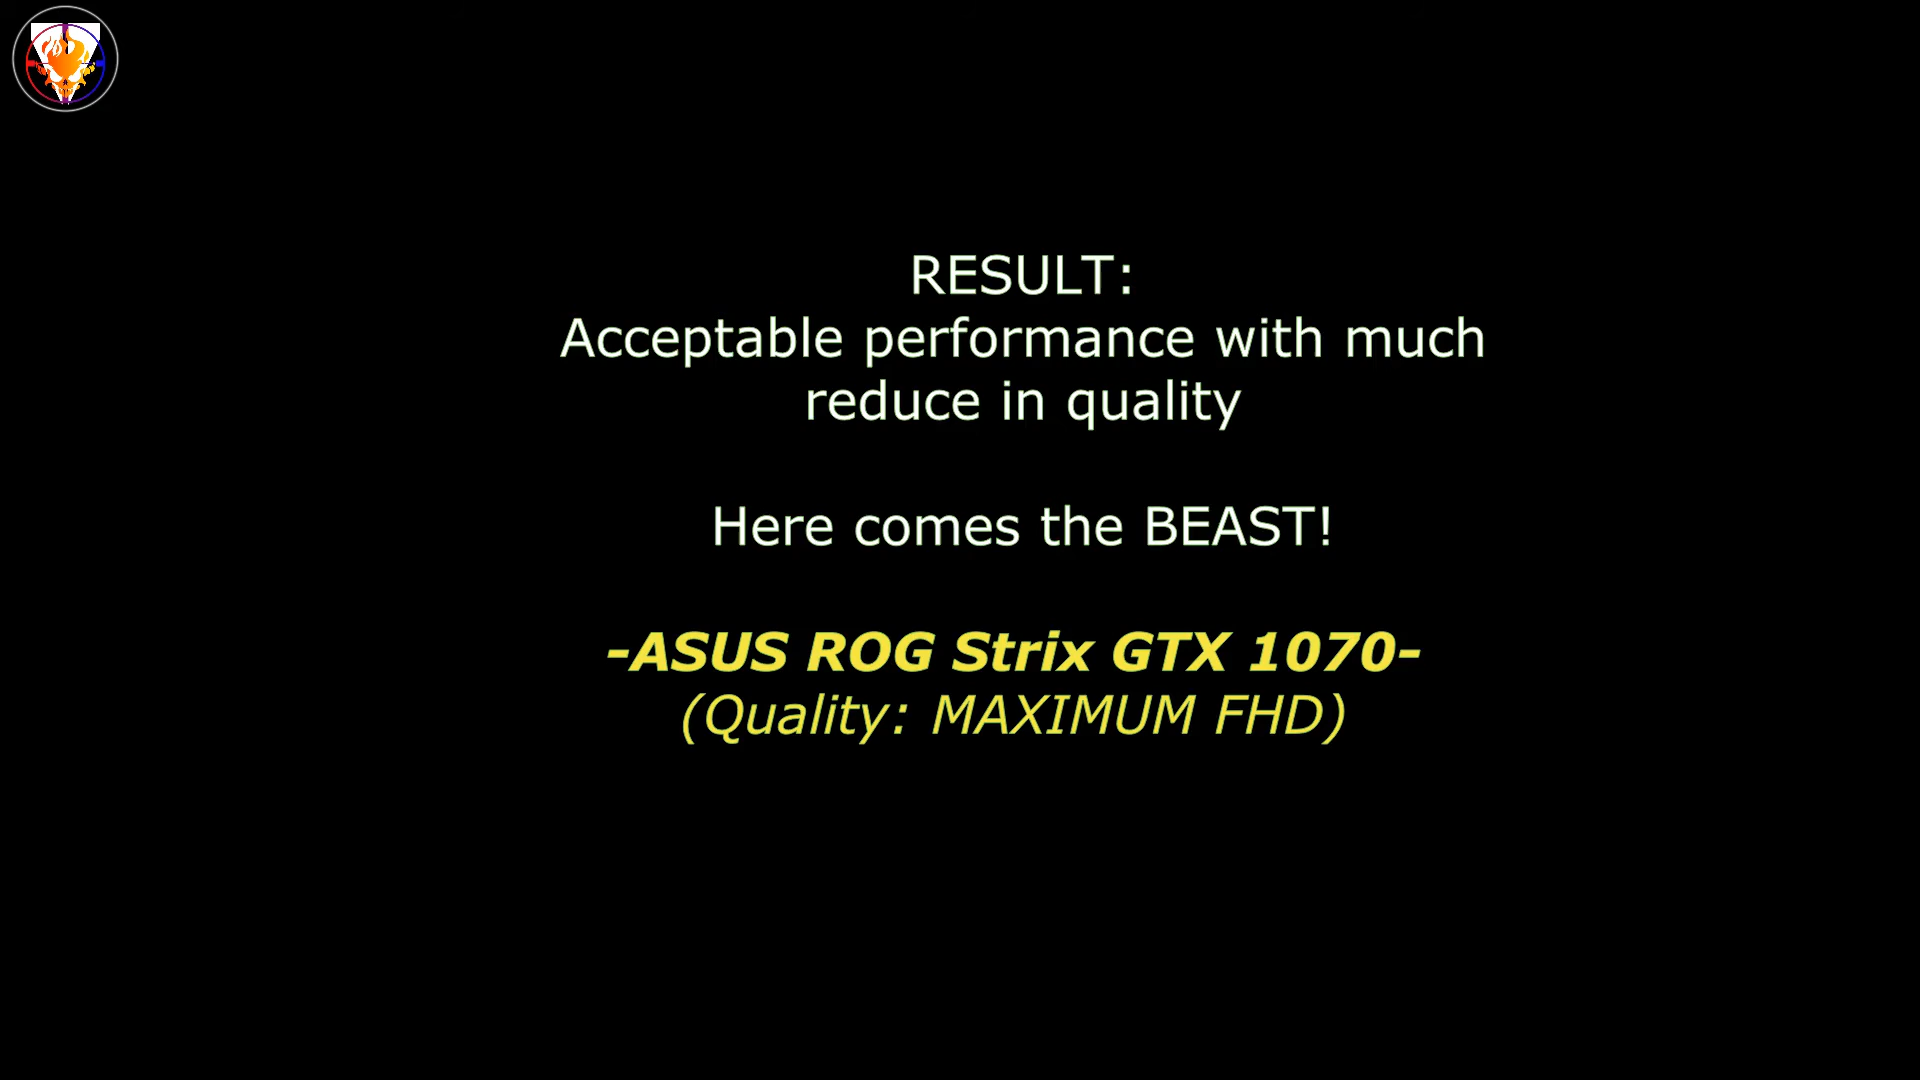 RESULT:
Acceptable performance with much
reduce in quality
Here comes the BEAST!
-ASUS ROG Strix GTX 1070-
(Quality: MAXIMUM FHD)